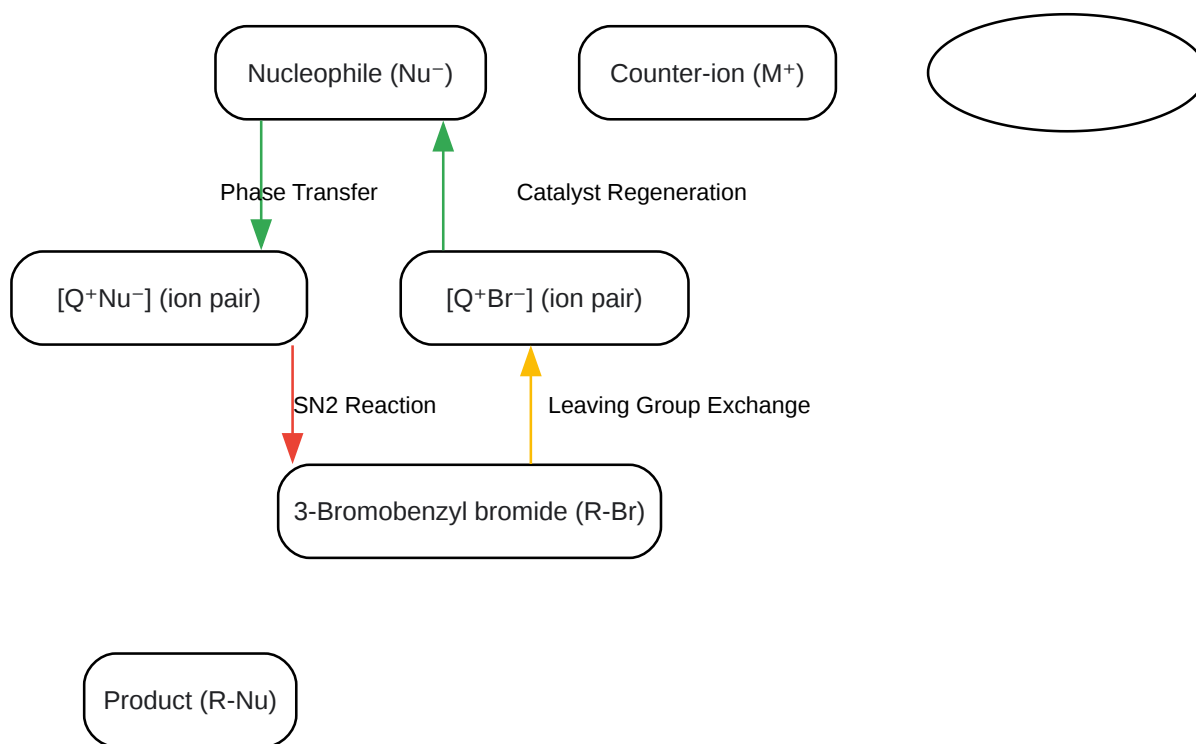 Nucleophile (Nu⁻)
Counter-ion (M⁺)
Phase Transfer
Catalyst Regeneration
[Q⁺Nu⁻] (ion pair)
[Q⁺Br⁻] (ion pair)
SN2 Reaction
Leaving Group Exchange
3-Bromobenzyl bromide (R-Br)
Product (R-Nu)